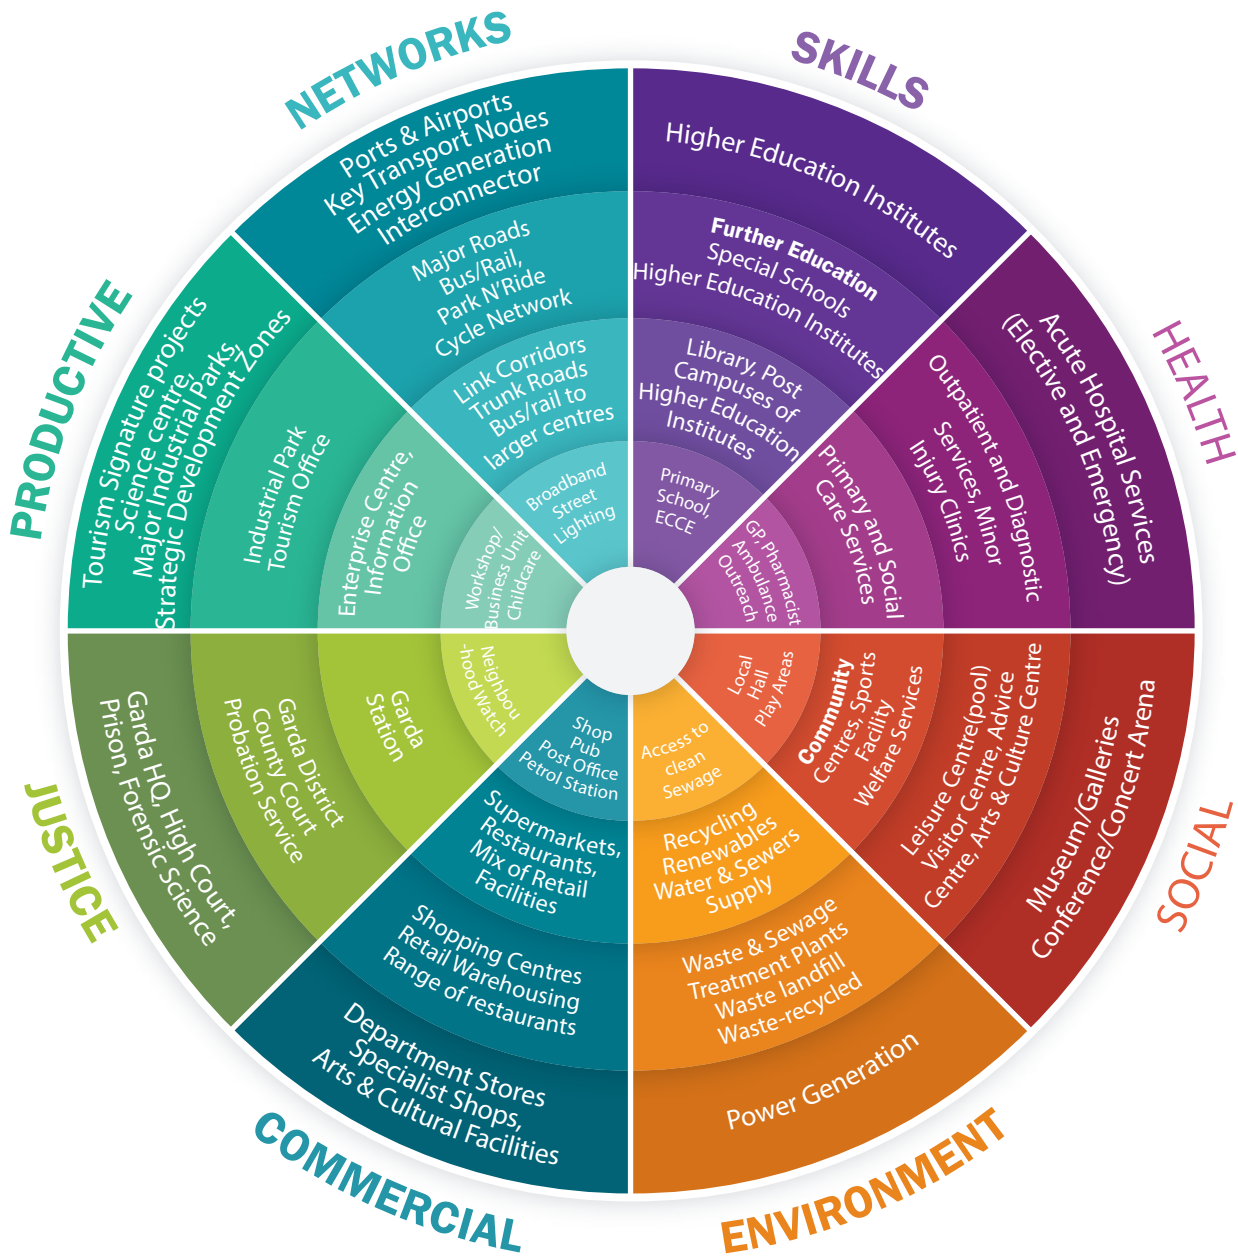 SKILLS
Higher Education Institutes
Further Education
Special Schools
Higher Education Institutes
Library, Post
Campuses of
Higher Education
Institutes
Primary
School,
ECCE
HEALTH
Acute Hospital Services
(Elective and Emergency)
Outpatient and Diagnostic
Services, Minor
Injury Clinics
Primary and Social
Care Services
GP, Pharmacist
Ambulance
Outreach
SOCIAL
Museum/Galleries
Conference/Concert Arena
Leisure Centre(pool)
Visitor Centre, Advice
Centre, Arts & Culture Centre
Community
Centres, Sports
Facility
Welfare Services
Local
Hall
Play Areas
ENVIRONMENT
Power Generation
Waste & Sewage
Treatment Plants
Waste landfill
Waste-recycled
Recycling
Renewables
Water & Sewers
Supply
Access to
clean
Sewage
COMMERCIAL
Department Stores
Specialist Shops,
Arts & Cultural Facilities
Shopping Centres
Retail Warehousing
Range of restaurants
Supermarkets,
Restaurants,
Mix of Retail
Facilities
Shop
Pub
Post Office
Petrol Station
JUSTICE
Garda HQ, High Court,
Prison, Forensic Science
Garda District
County Court
Probation Service
Garda
Station
Neighbou
-hood Watch
PRODUCTIVE
Tourism Signature projects
Science centre,
Major Industrial Parks,
Strategic Development Zones
Industrial Park
Tourism Office
Enterprise Centre,
Information
Office
Workshop/
Business Unit
Childcare
NETWORKS
Ports & Airports
Key Transport Nodes
Energy Generation
Interconnector
Major Roads
Bus/Rail,
Park N'Ride
Cycle Network
Link Corridors
Trunk Roads
Bus/rail to
larger centres
Broadband
Street
Lighting